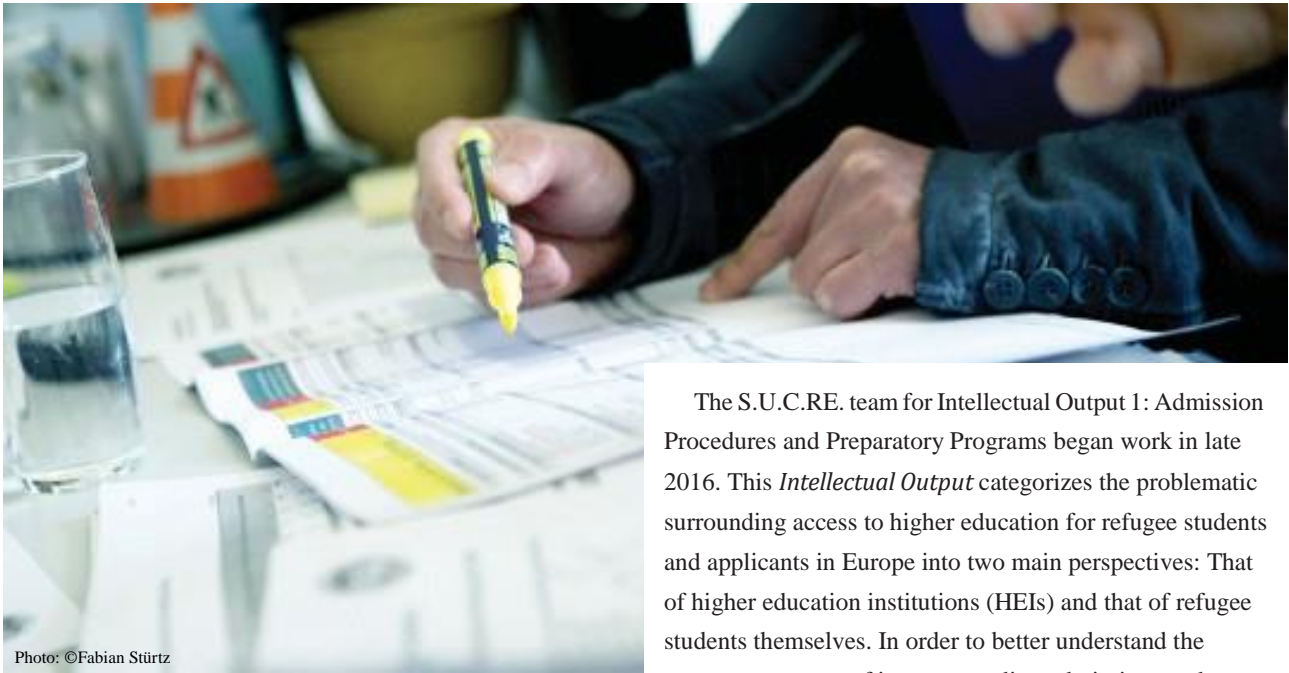 The S.U.C.RE. team for Intellectual Output 1: Admission
Procedures and Preparatory Programs began work in late
2016. This Intellectual Output categorizes the problematic
surrounding access to higher education for refugee students
and applicants in Europe into two main perspectives: That
of higher education institutions (HEIs) and that of refugee
students themselves. In order to better understand the
Photo: ©Fabian Stürtz